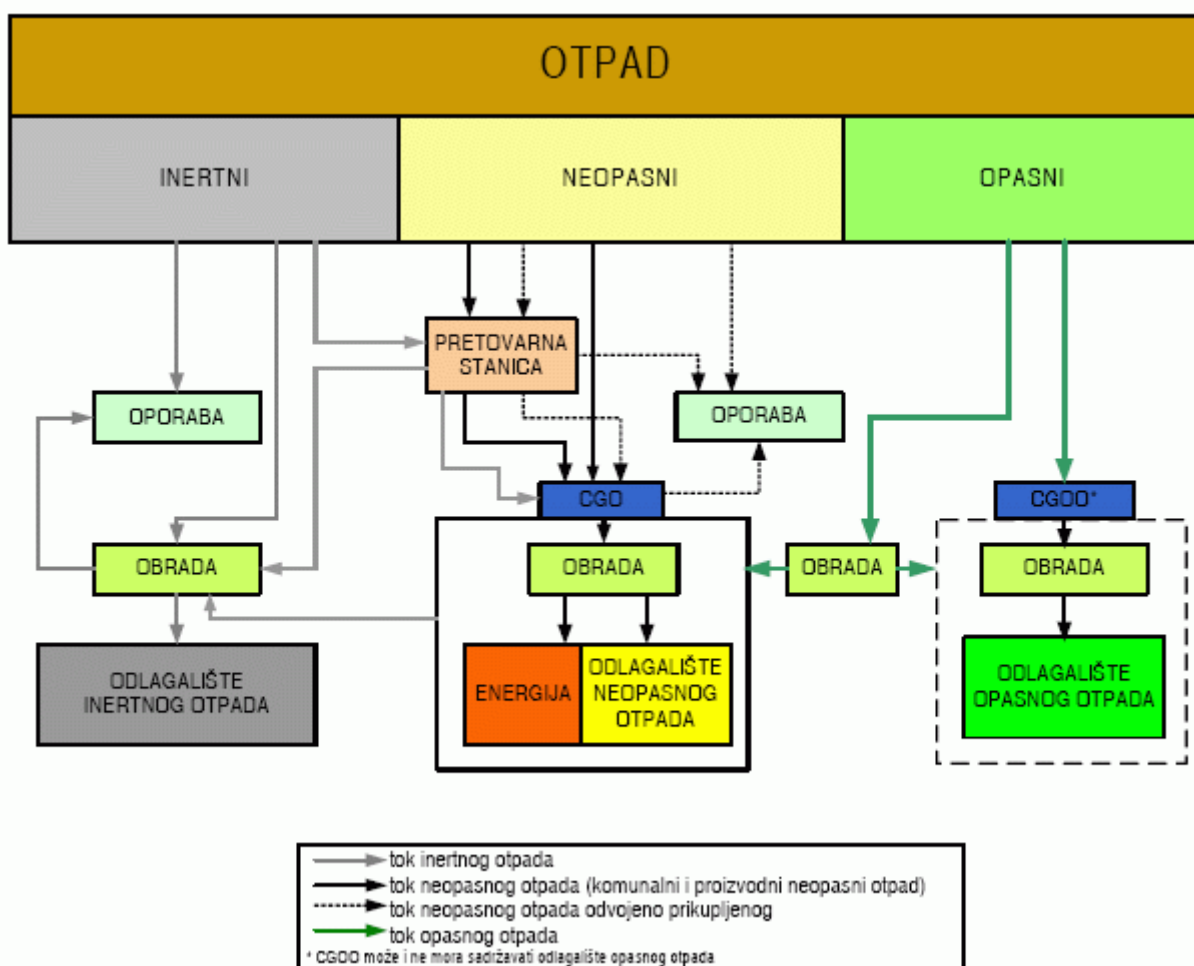 OTPAD
INERTNI
NEOPASNI
OPASNI
PRETOVARNA
STANICA
OPORABA
OPORABA
CGO
CGOO*
OBRADA
OBRADA
OBRADA
OBRADA
ODLAGALIŠTE
INERTNOG OTPADA
ENERGIJA
ODLAGALIŠTE
NEOPASNOG
OTPADA
ODLAGALIŠTE
OPASNOG OTPADA
tok inertnog otpada
tok neopasnog otpada (komunalni i proizvodni neopasni otpad)
tok neopasnog otpada odvojeno prikupljenog
tok opasnog otpada
* CGOO može i ne mora sadržavati odlagalište opasnog otpada